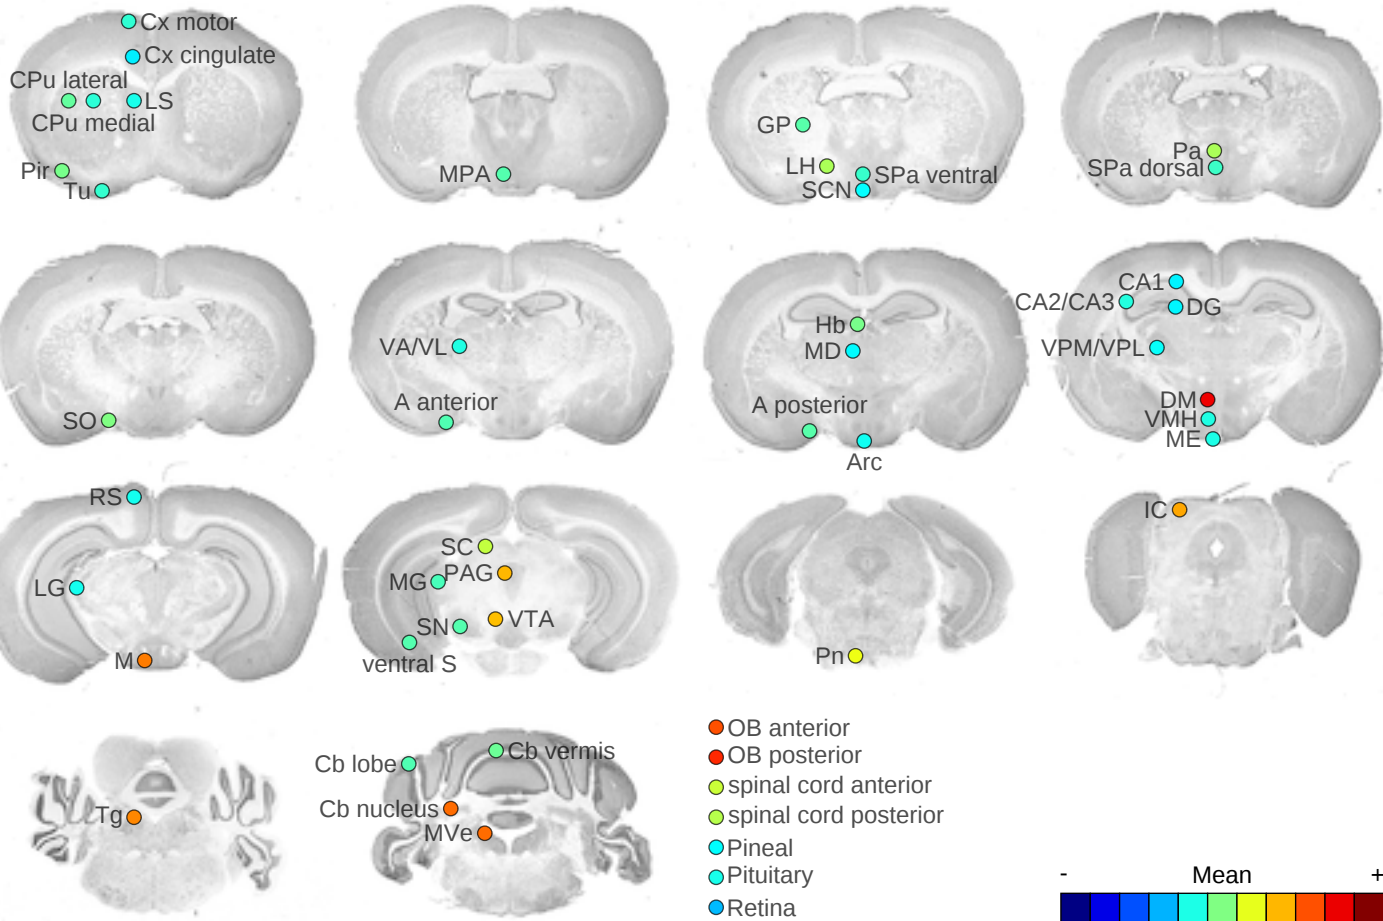 Cx motor
Cx cingulate
CPu lateral
LS
CPu medial
Pir
Tu
MPA
GP
LH
SPa ventral
SCN
Pa
SPa dorsal
SO
VA/VL
A anterior
Hb
MD
A posterior
Arc
CA1
CA2/CA3
DG
VPM/VPL
DM
VMH
ME
RS
LG
M
SC
PAG
MG
VTA
SN
ventral S
Pn
IC
Tg
Cb vermis
Cb lobe
Cb nucleus
MVe
OB anterior
OB posterior
spinal cord anterior
spinal cord posterior
Pineal
Pituitary
Retina
- Mean +